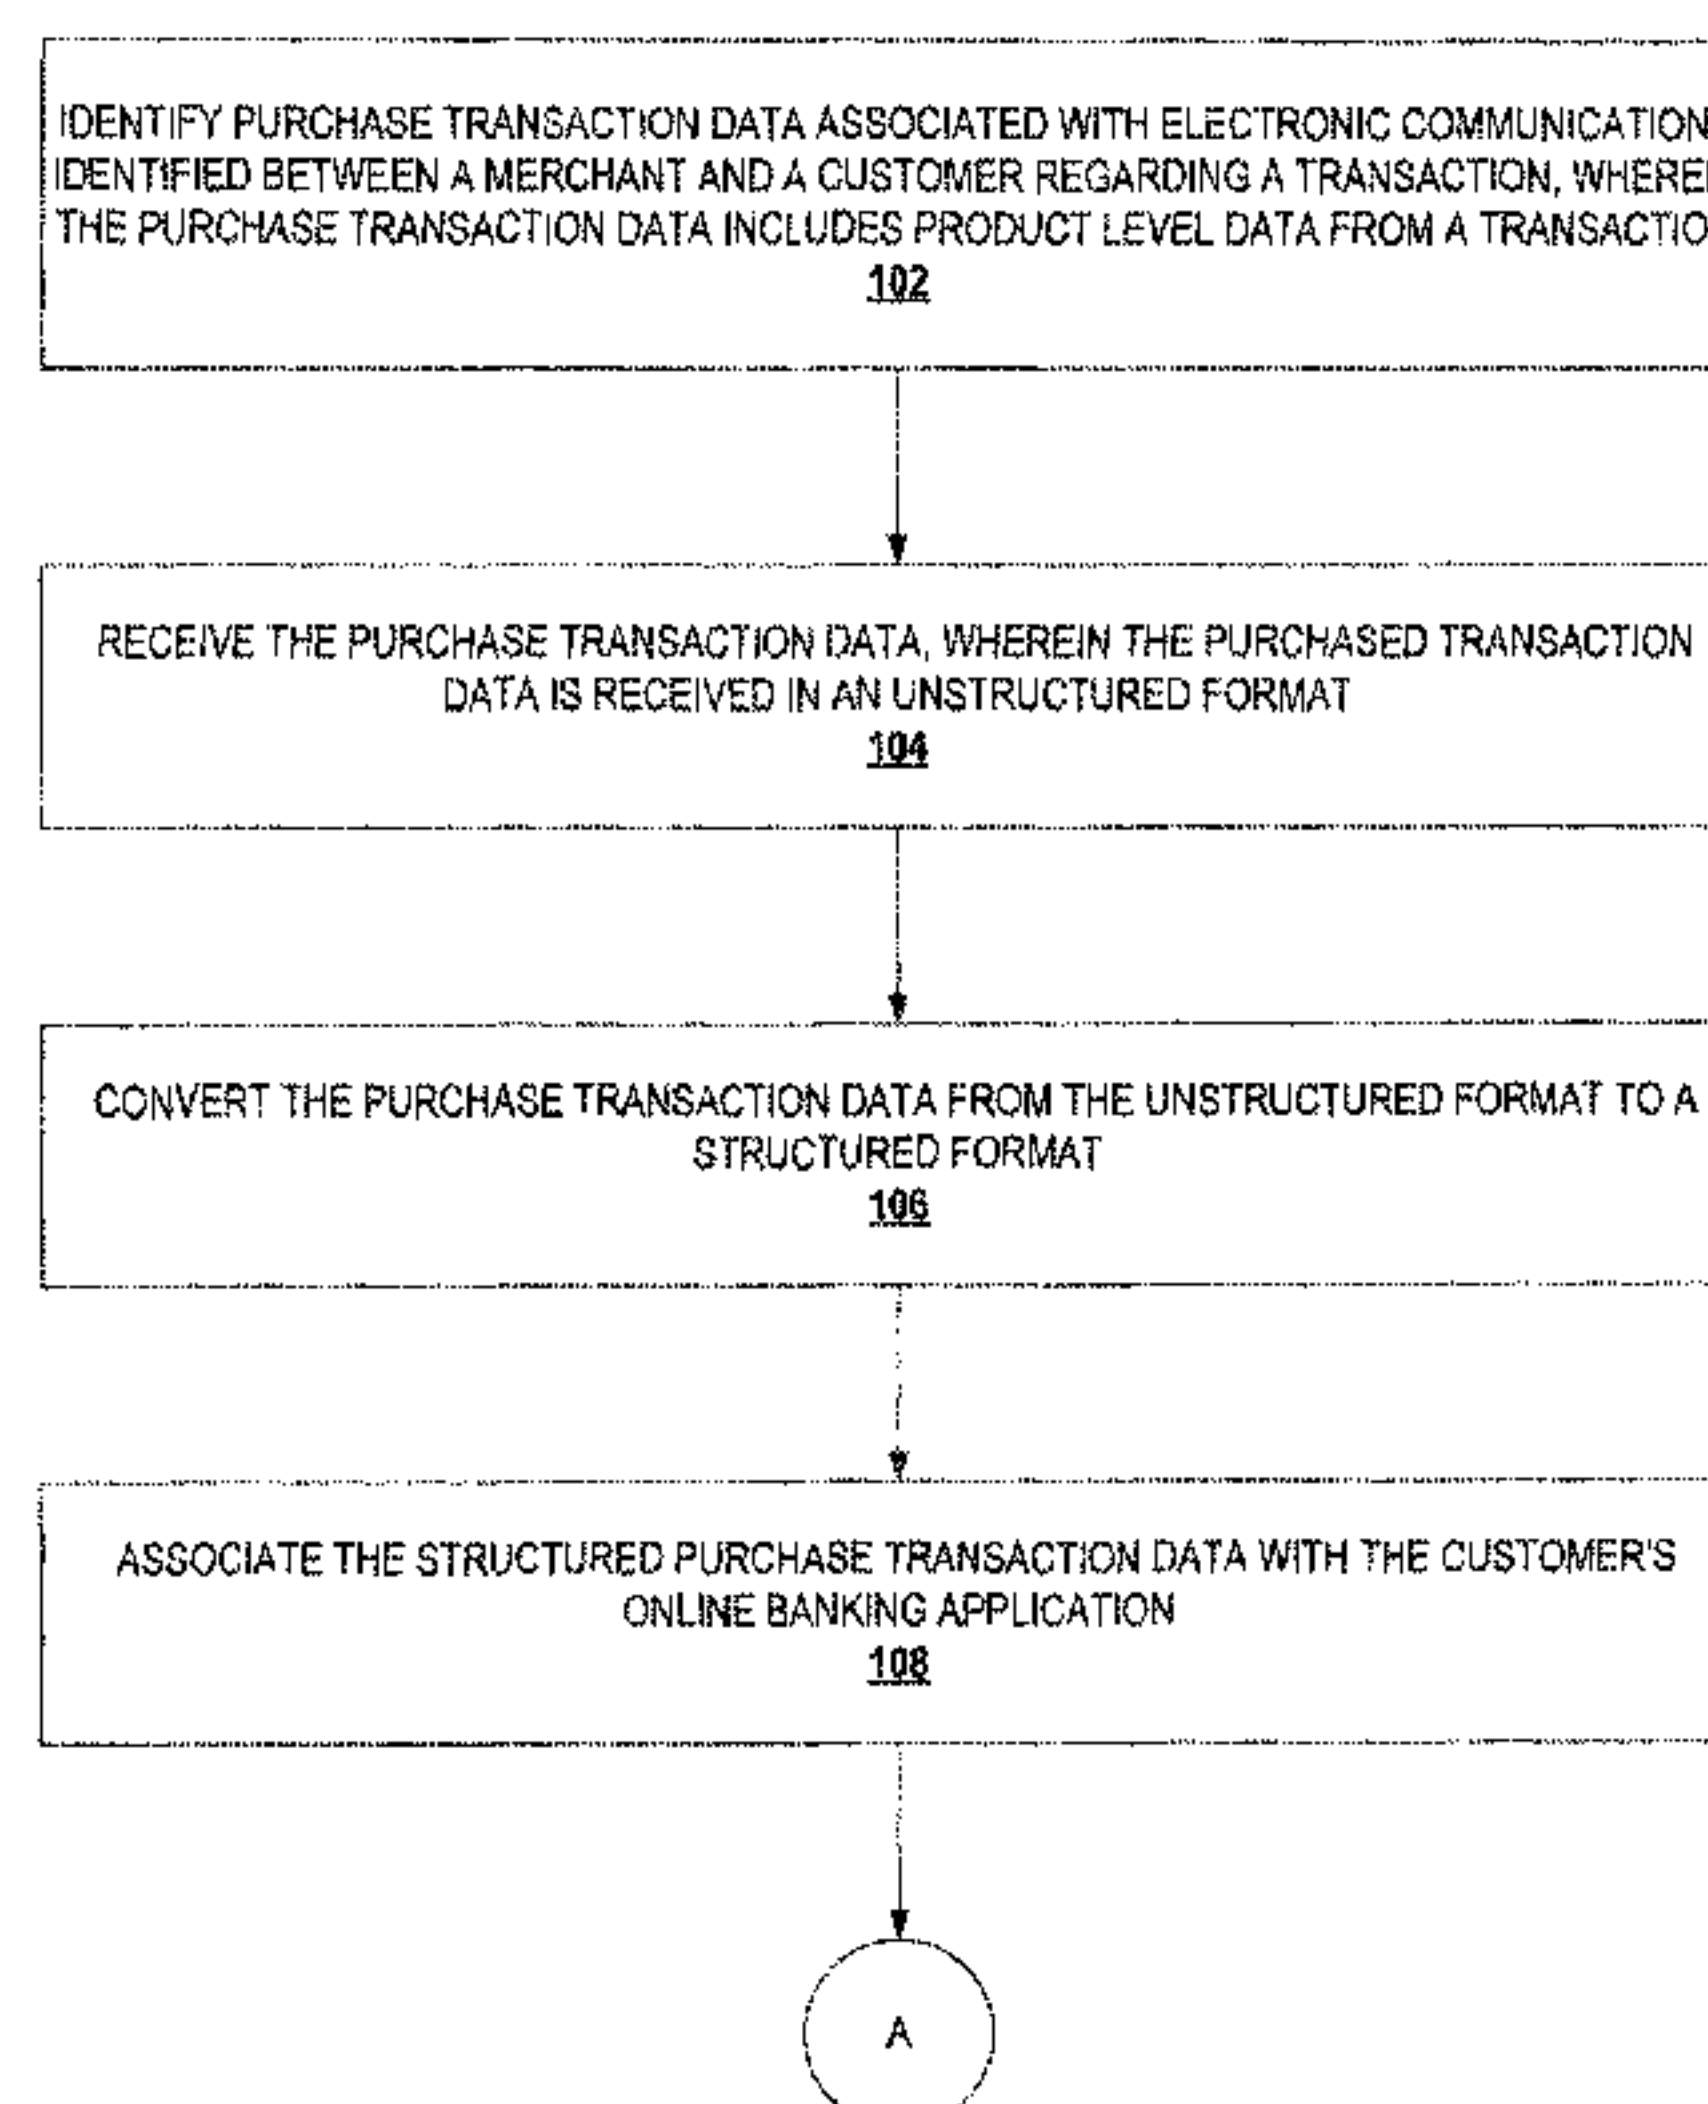 IDENTIFY PURCHASE TRANSACTION DATA ASSOCIATED WITH ELECTRONIC COMMUNICATION
IDENTIFIED BETWEEN A MERCHANT AND A CUSTOMER REGARDING A TRANSACTION,
THE PURCHASE TRANSACTION DATA INCLUDES PRODUCT LEVEL DATA FROM A
102
RECEIVE THE PURCHASE TRANSACTION DATA, WHEREIN THE PURCHASED TRANSACTION
DATA IS RECEIVED IN AN UNSTRUCTURED FORMAT
104
CONVERT THE PURCHASE TRANSACTION DATA FROM THE UNSTRUCTURED FORMAT TO A
STRUCTURED FORMAT
106
ASSOCIATE THE STRUCTURED PURCHASE TRANSACTION DATA WITH THE CUSTOMER'S
ONLINE BANKING APPLICATION
108
A